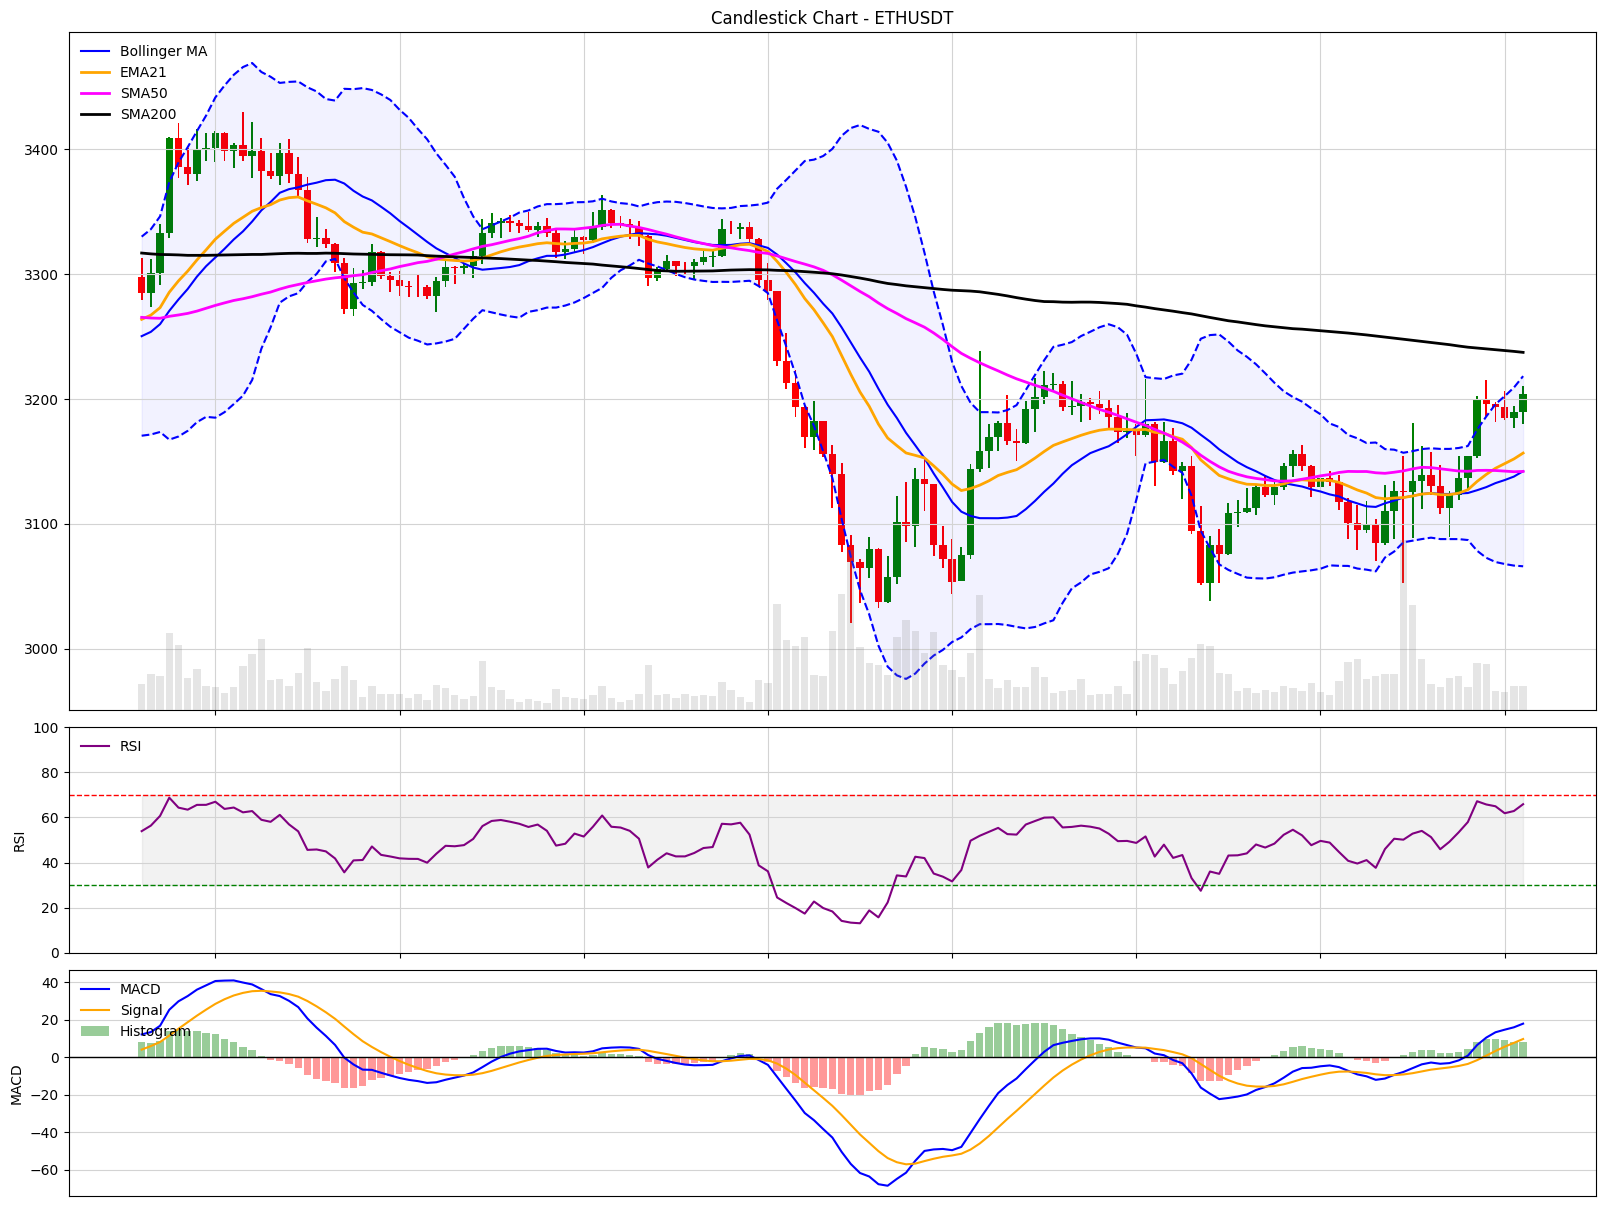 Candlestick Chart - ETHUSDT
Bollinger MA
EMA21
SMA50
SMA200
3400
3300
3200
3100
3000
100
80
60
40
20
0
RSI
RSI
40
20
0
−20
−40
−60
MACD
MACD
Signal
Histogram